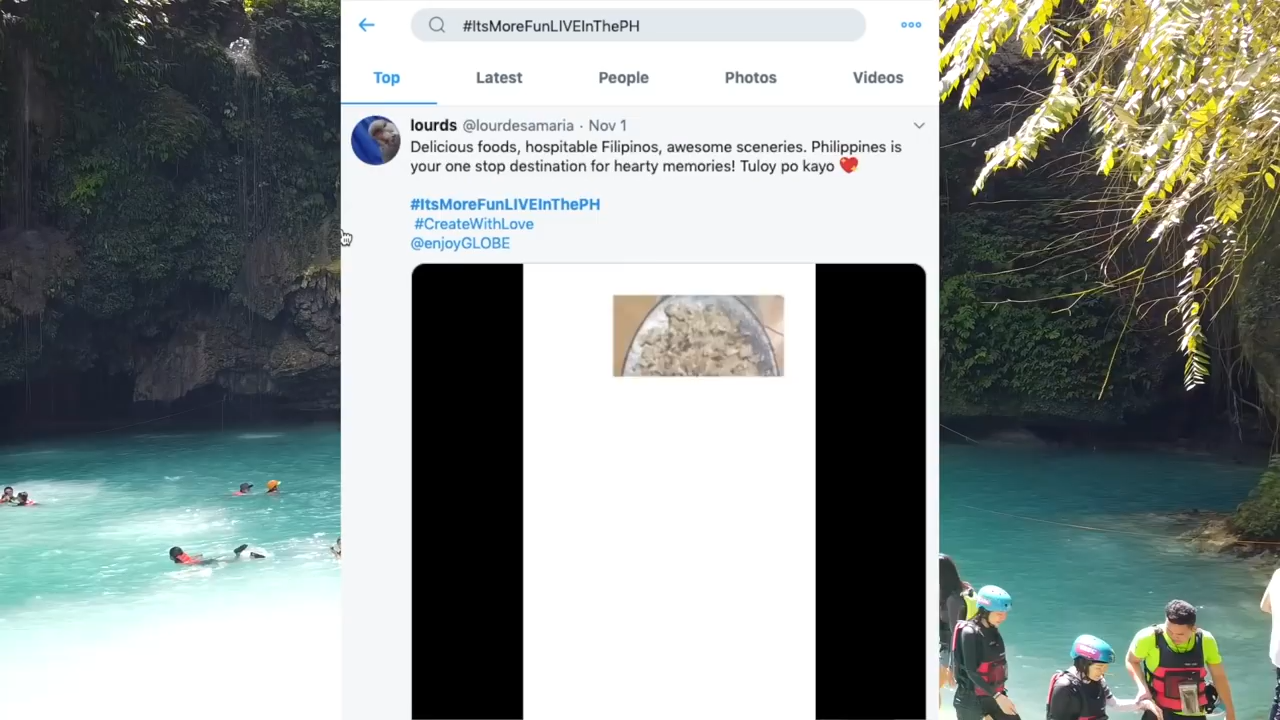 #ItsMoreFunLIVEInThePH
Top Latest People Photos Videos
lourds @lourdesamaria · Nov 1
Delicious foods, hospitable Filipinos, awesome sceneries. Philippines is
your one stop destination for hearty memories! Tuloy po kayo 💝
#ItsMoreFunLIVEInThePH
#CreateWithLove
@enjoyGLOBE